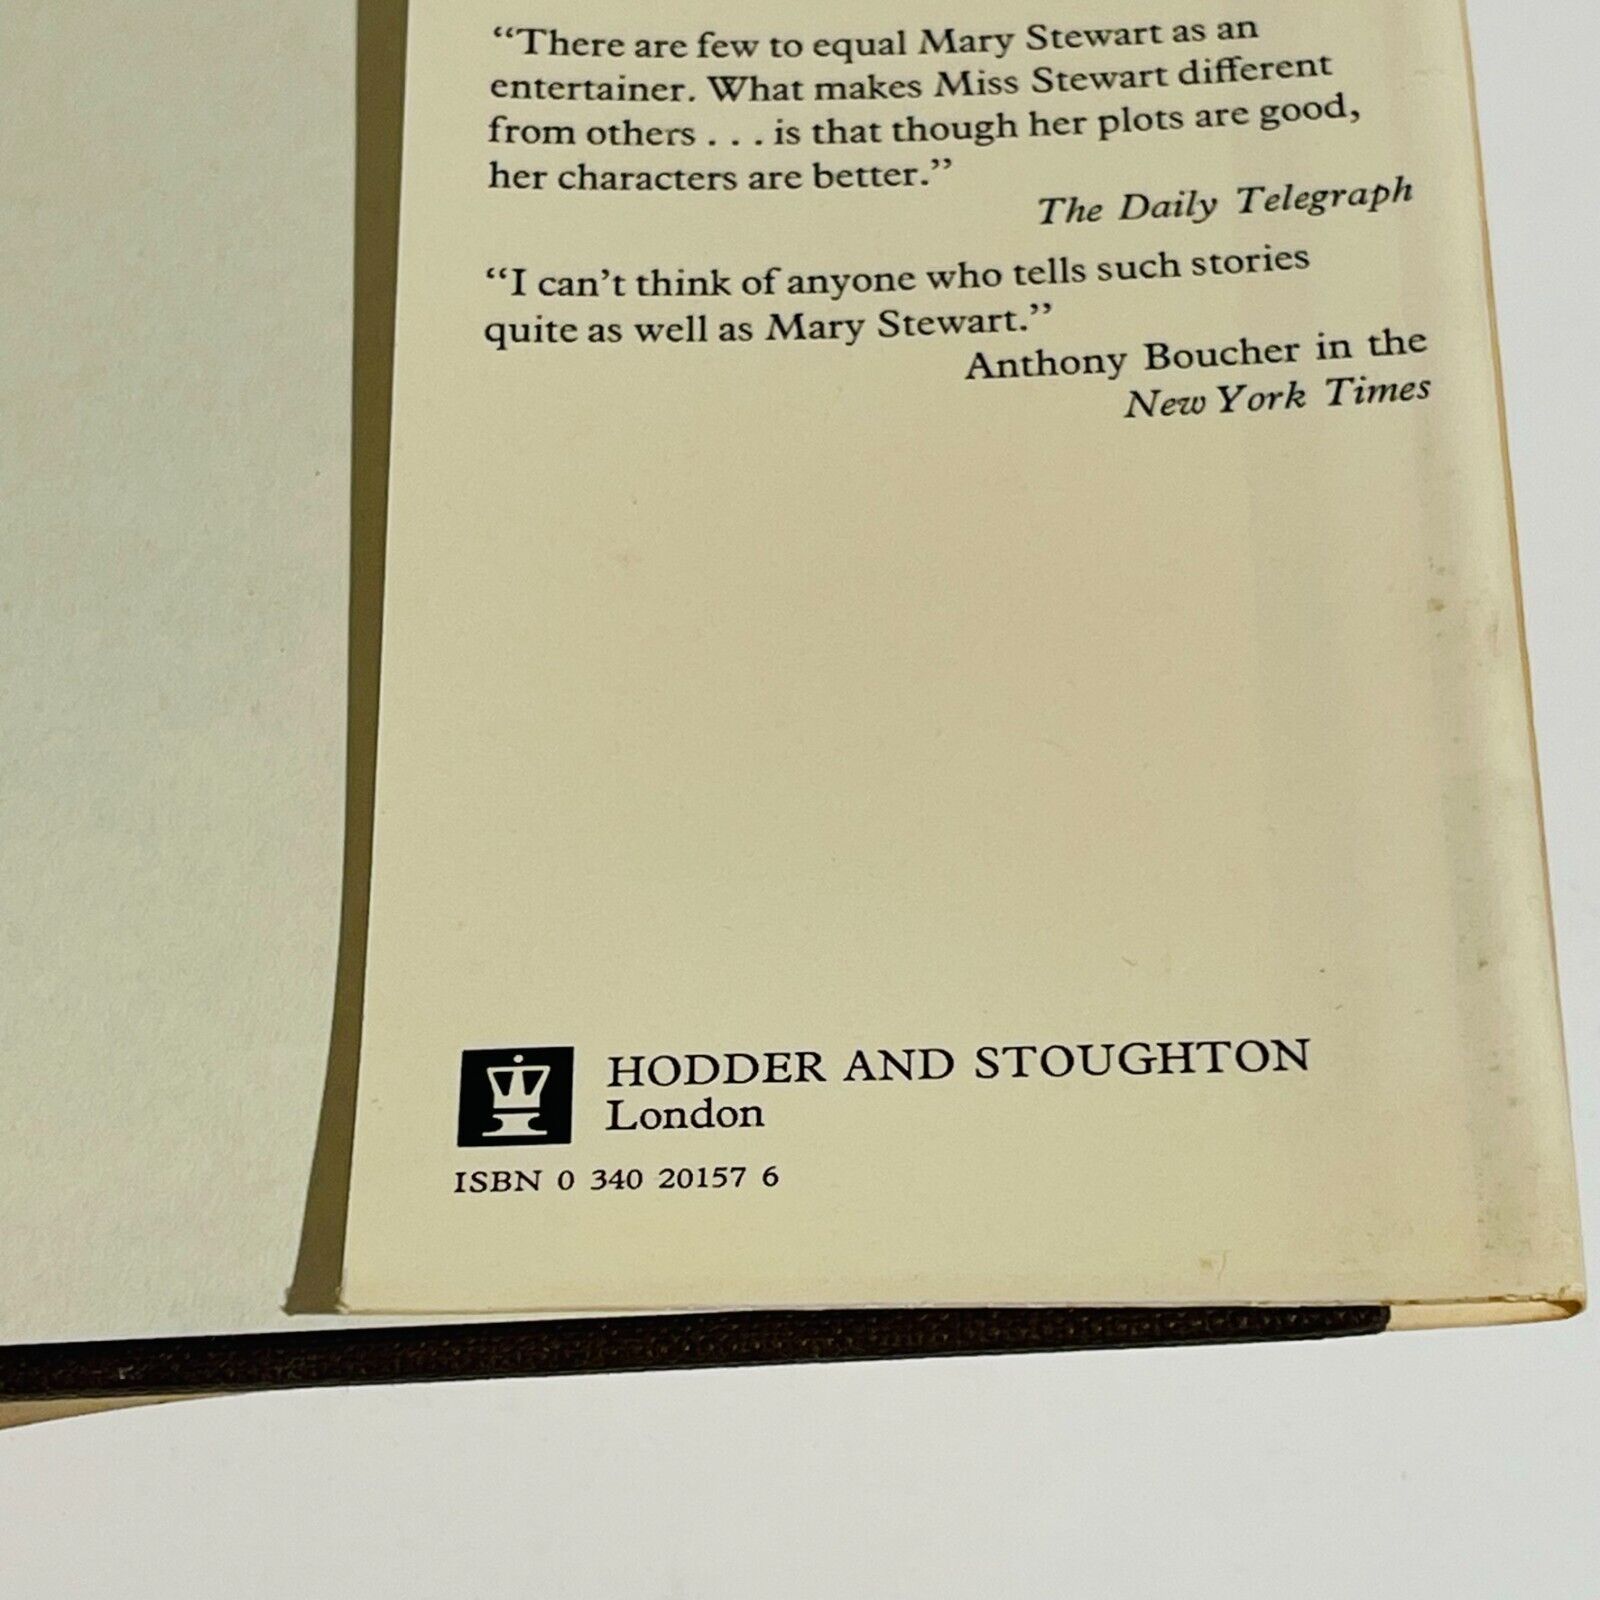 “There are few to equal Mary Stewart as an
entertainer. What makes Miss Stewart different
from others . . . is that though her plots are good,
her characters are better.”
The Daily Telegraph
“I can’t think of anyone who tells such stories
quite as well as Mary Stewart.”
Anthony Boucher in the
New York Times
HODDER AND STOUGHTON
London
ISBN 0 340 20157 6